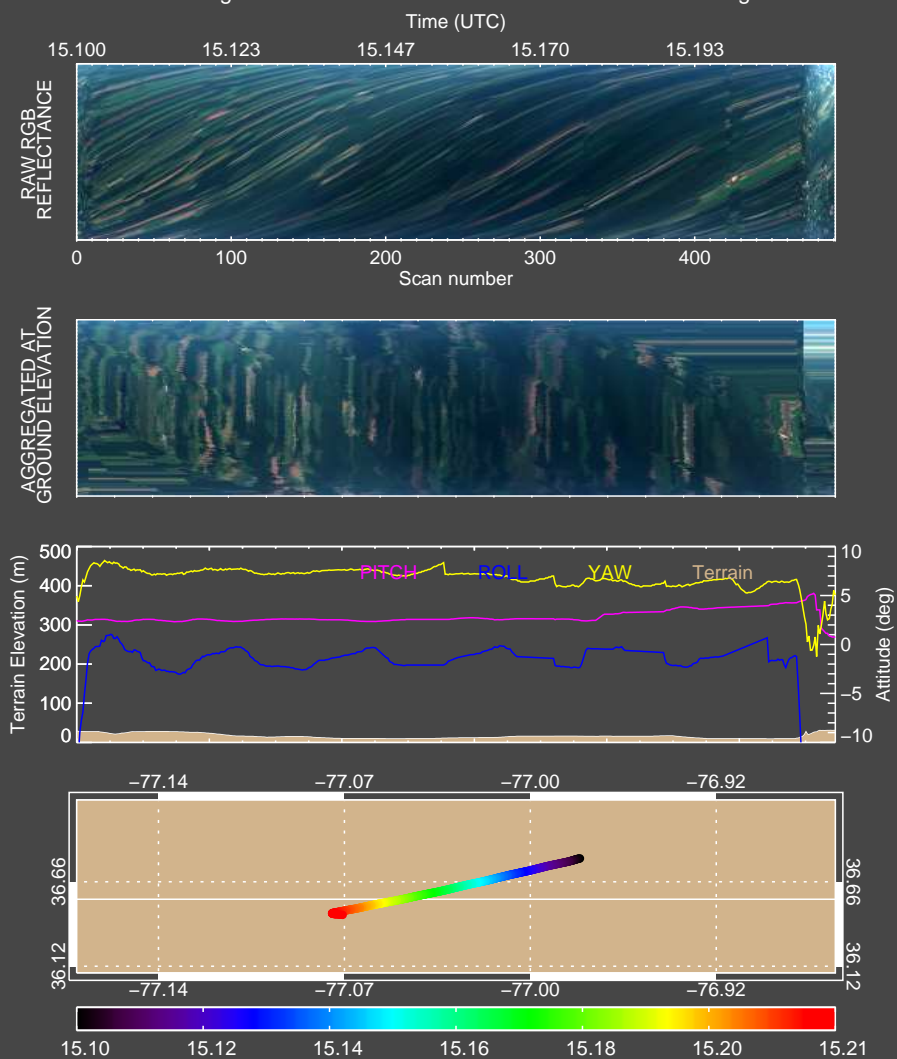 Time (UTC)
15.100 15.123 15.147 15.170 15.193
RAW RGB
REFLECTANCE
0 100 200 300 400
Scan number
AGGREGATED AT
GROUND ELEVATION
Terrain Elevation (m)
500
400
300
200
100
0
PITCH ROLL YAW Terrain
10
5
0
−5
−10
Attitude (deg)
−77.14 −77.07 −77.00 −76.92
36.66 36.66
36.12 36.12
−77.14 −77.07 −77.00 −76.92
15.10 15.12 15.14 15.16 15.18 15.20 15.21